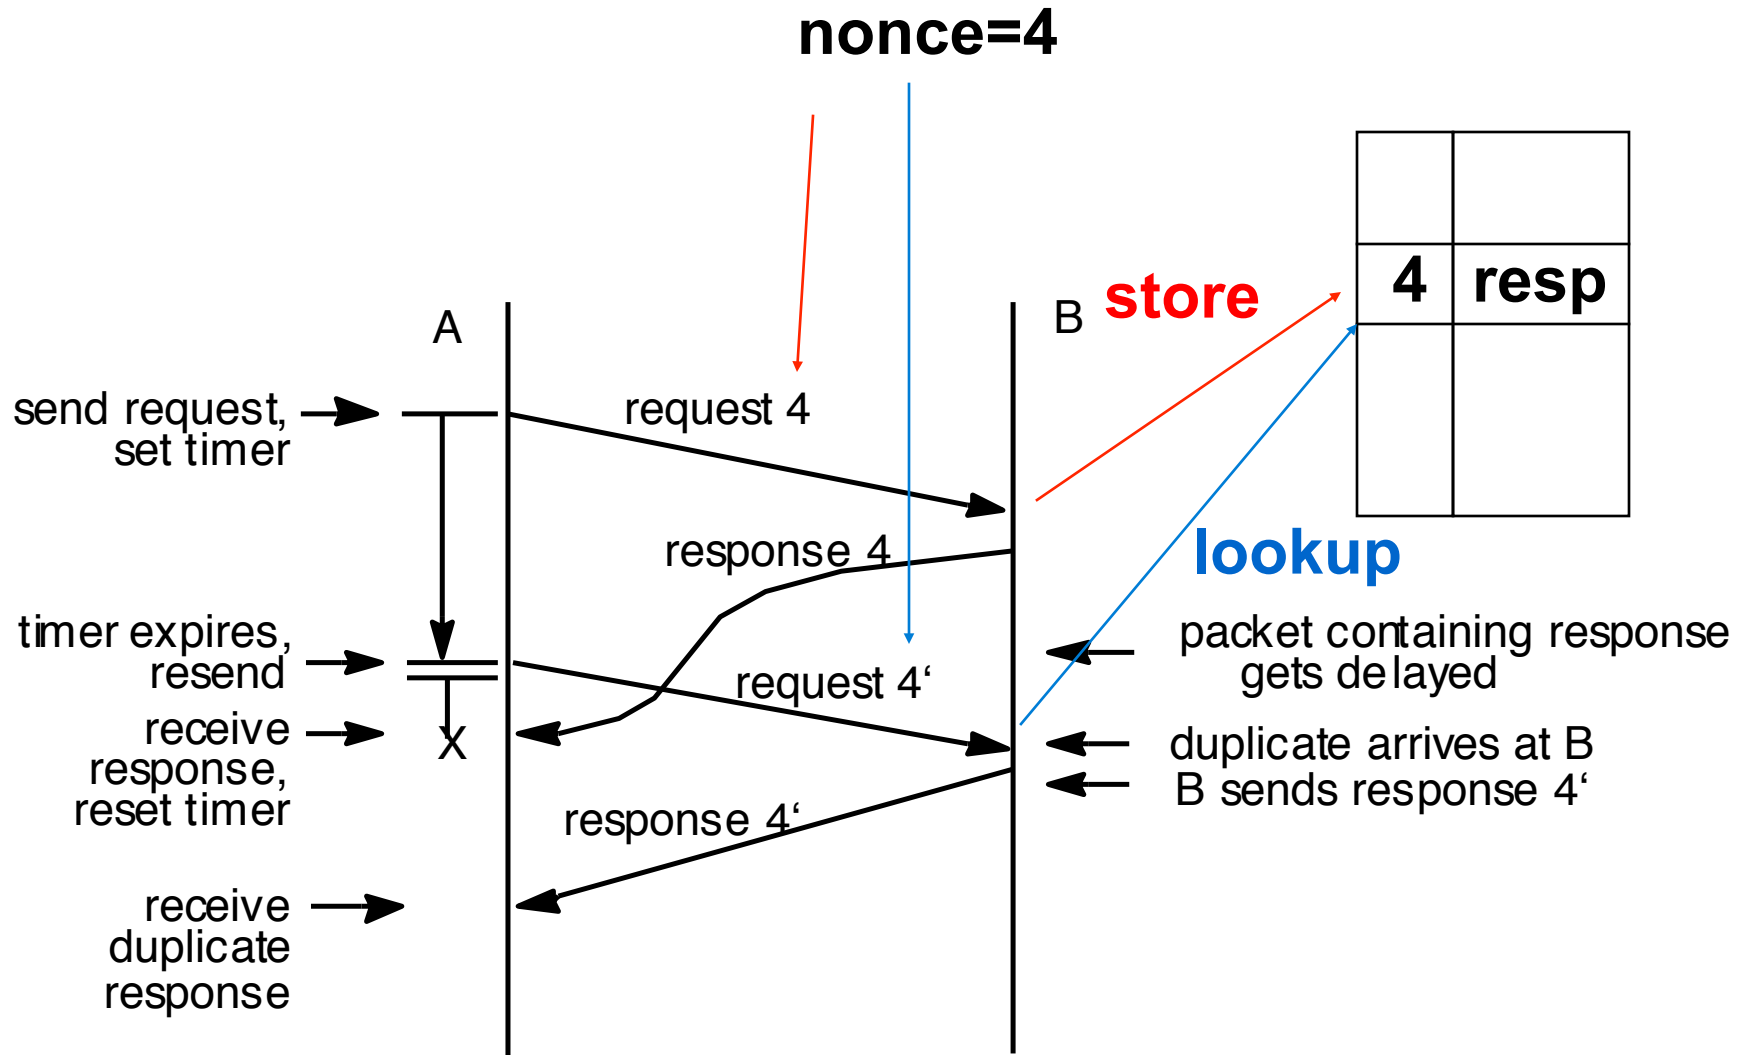 nonce=4
4 resp
store
A
B
send request,
set timer
request 4
response 4
lookup
timer expires,
resend
packet containing response
gets delayed
request 4‘
receive
response,
reset timer
X
duplicate arrives at B
B sends response 4‘
response 4‘
receive
duplicate
response